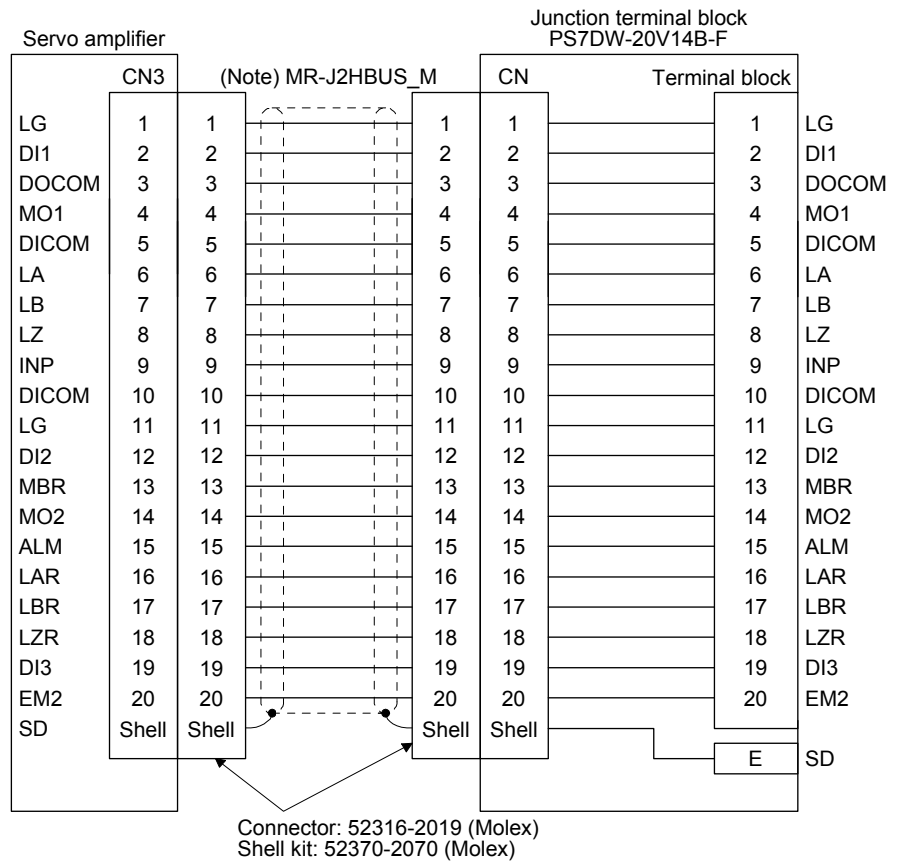 Junction terminal block
Servo amplifier PS7DW-20V14B-F
CN3 (Note) MR-J2HBUS_M CN Terminal block
LG 1 1 1 1 1 LG
DI1 2 2 2 2 2 DI1
DOCOM 3 3 3 3 3 DOCOM
MO1 4 4 4 4 4 MO1
DICOM 5 5 5 5 5 DICOM
LA 6 6 6 6 6 LA
LB 7 7 7 7 7 LB
LZ 8 8 8 8 8 LZ
INP 9 9 9 9 9 INP
DICOM 10 10 10 10 10 DICOM
LG 11 11 11 11 11 LG
DI2 12 12 12 12 12 DI2
MBR 13 13 13 13 13 MBR
MO2 14 14 14 14 14 MO2
ALM 15 15 15 15 15 ALM
LAR 16 16 16 16 16 LAR
LBR 17 17 17 17 17 LBR
LZR 18 18 18 18 18 LZR
DI3 19 19 19 19 19 DI3
EM2 20 20 20 20 20 EM2
SD Shell Shell Shell Shell
E SD
Connector: 52316-2019 (Molex)
Shell kit: 52370-2070 (Molex)